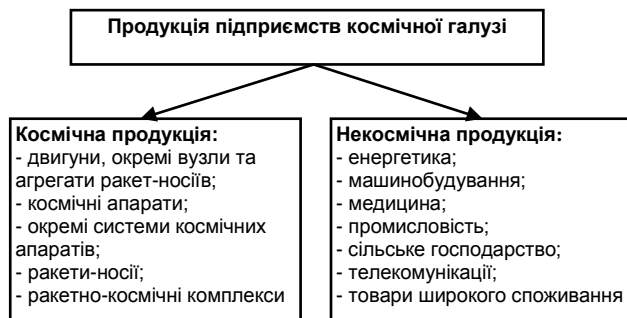 Продукція підприємств космічної галузі
Космічна продукція:
- двигуни, окремі вузли та
агрегати ракет-носіїв;
- космічні апарати;
- окремі системи космічних
апаратів;
- ракети-носії;
- ракетно-космічні комплекси
Некосмічна продукція:
- енергетика;
- машинобудування;
- медицина;
- промисловість;
- сільське господарство;
- телекомунікації;
- товари широкого споживання